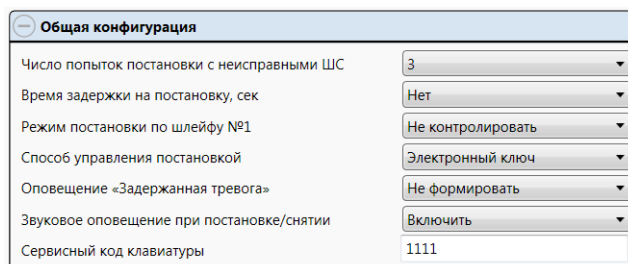 Общая конфигурация
Число попыток постановки с неисправными ШС 3
Время задержки на постановку, сек Нет
Режим постановки по шлейфу №1 Не контролировать
Способ управления постановкой Электронный ключ
Оповещение «Задержанная тревога» Не формировать
Звуковое оповещение при постановке/снятии Включить
Сервисный код клавиатуры 1111